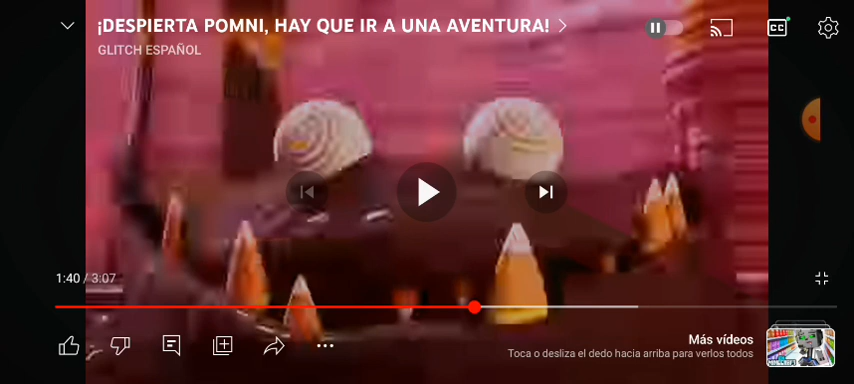 ¡DESPIERTA POMNI, HAY QUE IR A UNA AVENTURA!
GLITCH ESPAÑOL
CC
1:40 / 3:07
Más vídeos
Toca o desliza el dedo hacia arriba para verlos todos